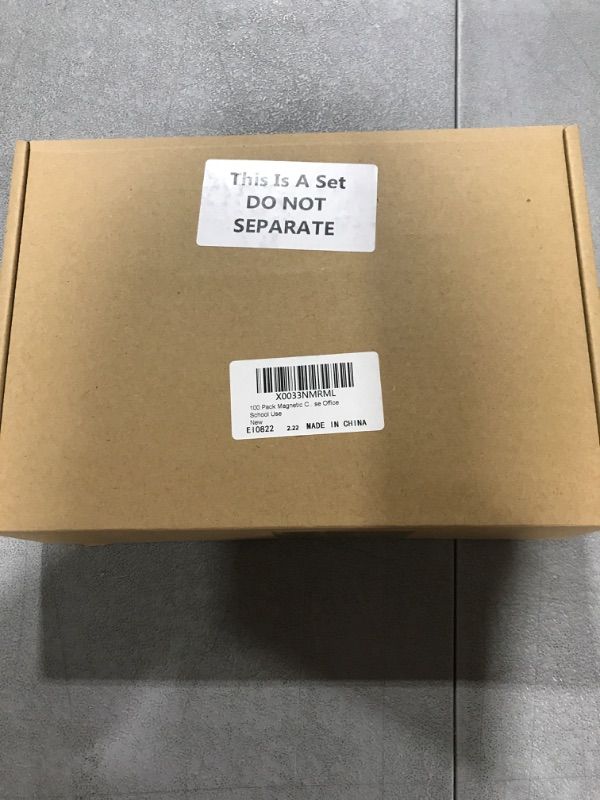 This Is A Set
DO NOT
SEPARATE
X0033NMRML
100 Pack Magnetic C...se Office
School Use
New
EI0822 2.22 MADE IN CHINA